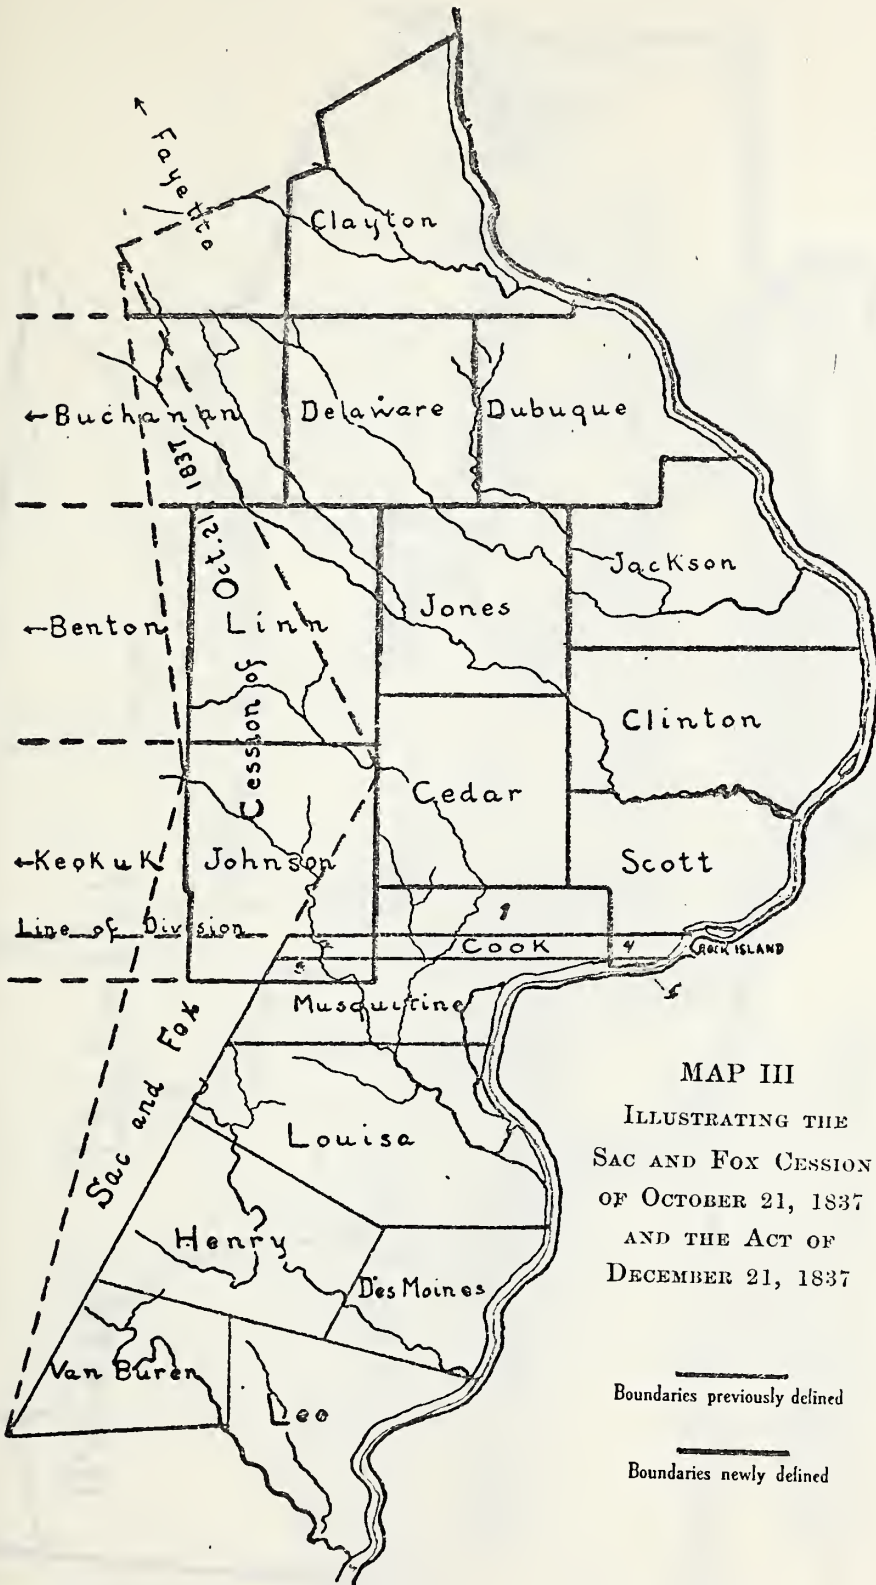 ← Fayette
Clayton
← Buchanan
Delaware
Dubuque
Jackson
← Benton
Linn
Jones
Clinton
Cession of Oct. 21 1837
Cedar
← Keokuk
Johnson
Scott
Line of Division
Cook
4
ROCK ISLAND
5
Musquitine
Sac and Fox
Louisa
Henry
Des Moines
Van Buren
Lee
MAP III
ILLUSTRATING THE
SAC AND FOX CESSION
OF OCTOBER 21, 1837
AND THE ACT OF
DECEMBER 21, 1837
Boundaries previously defined
Boundaries newly defined